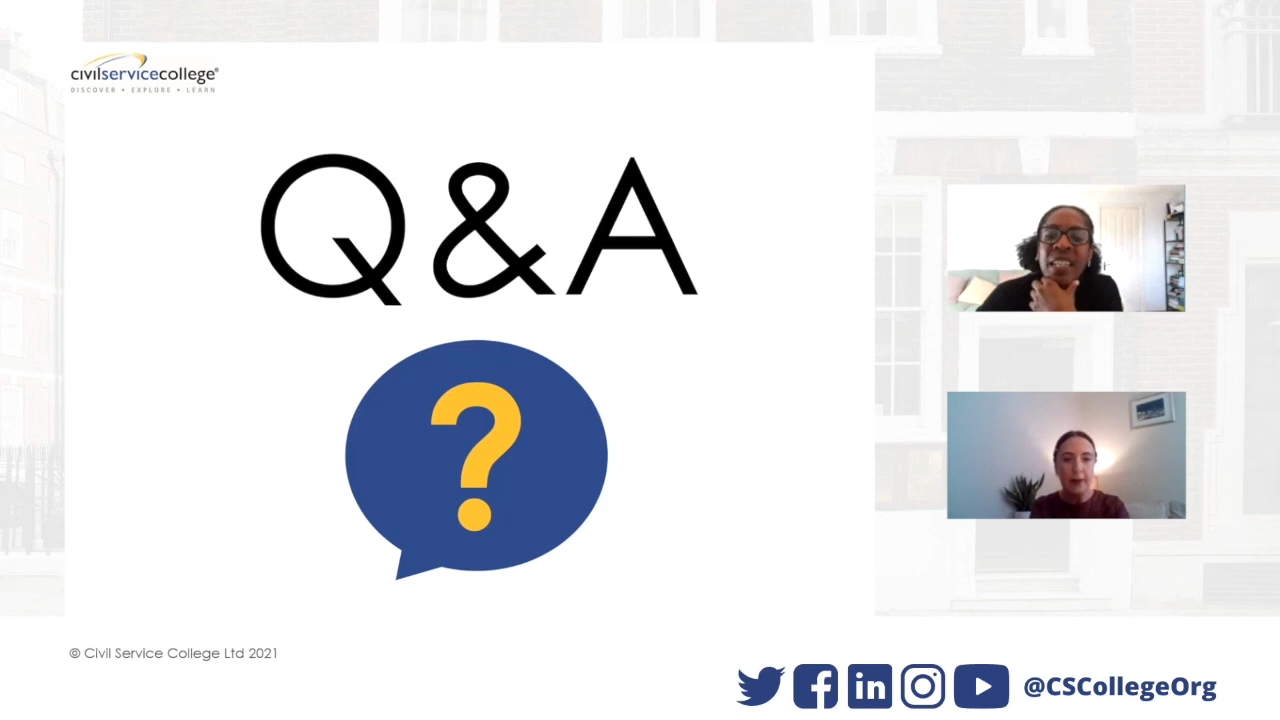 civilservicecollege®
DISCOVER • EXPLORE • LEARN
Q&A
?
© Civil Service College Ltd 2021
@CSCollegeOrg